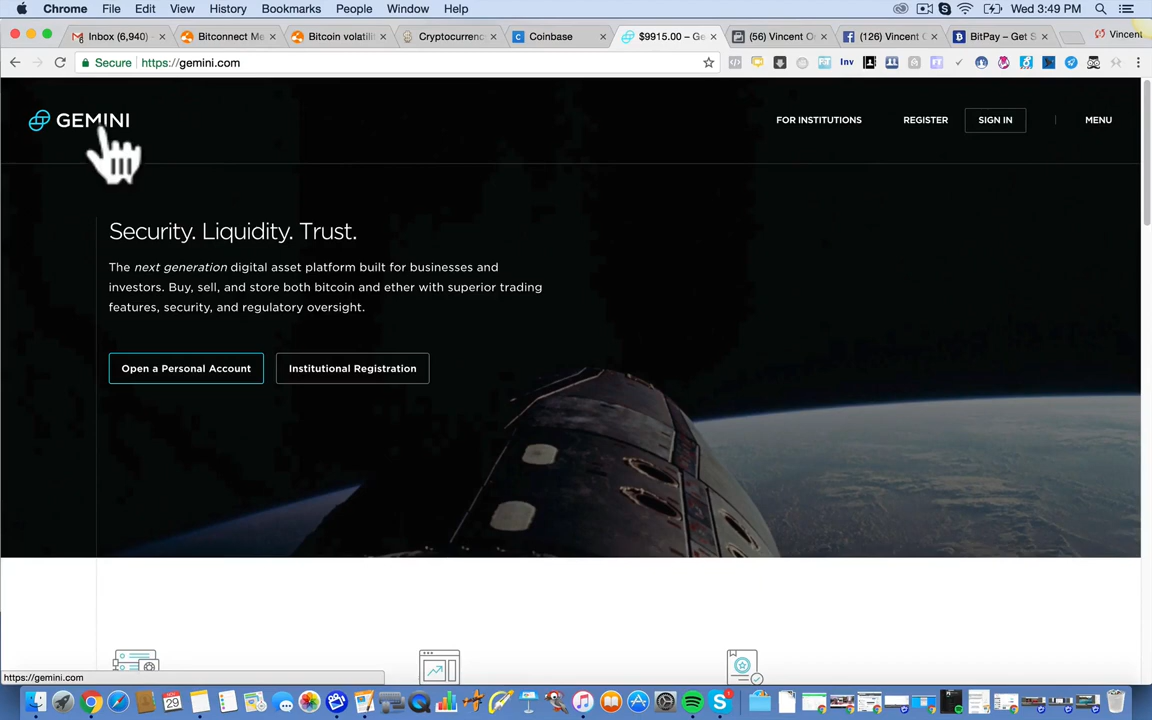 Chrome File Edit View History Bookmarks People Window Help Wed 3:49 PM
Inbox (6,940) - Bitconnect Me Bitcoin volatili Cryptocurrenc Coinbase $9915.00 – Ge (56) Vincent O (126) Vincent BitPay – Get S Vincent
Secure https://gemini.com Inv
GEMINI FOR INSTITUTIONS REGISTER SIGN IN MENU
Security. Liquidity. Trust.
The next generation digital asset platform built for businesses and
investors. Buy, sell, and store both bitcoin and ether with superior trading
features, security, and regulatory oversight.
Open a Personal Account Institutional Registration
https://gemini.com
NOV
29